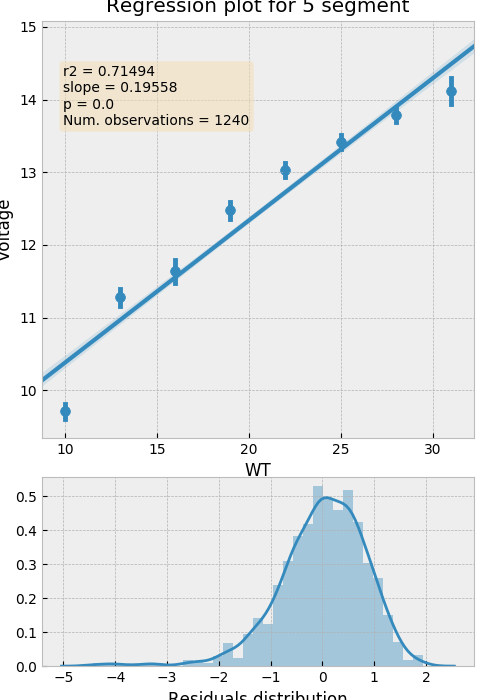 Regression plot for 5 segment
15
14
13
12
11
10
r2 = 0.71494
slope = 0.19558
p = 0.0
Num. observations = 1240
voltage
10 15 20 25 30
WT
0.5
0.4
0.3
0.2
0.1
0.0
−5 −4 −3 −2 −1 0 1 2
Residuals distribution